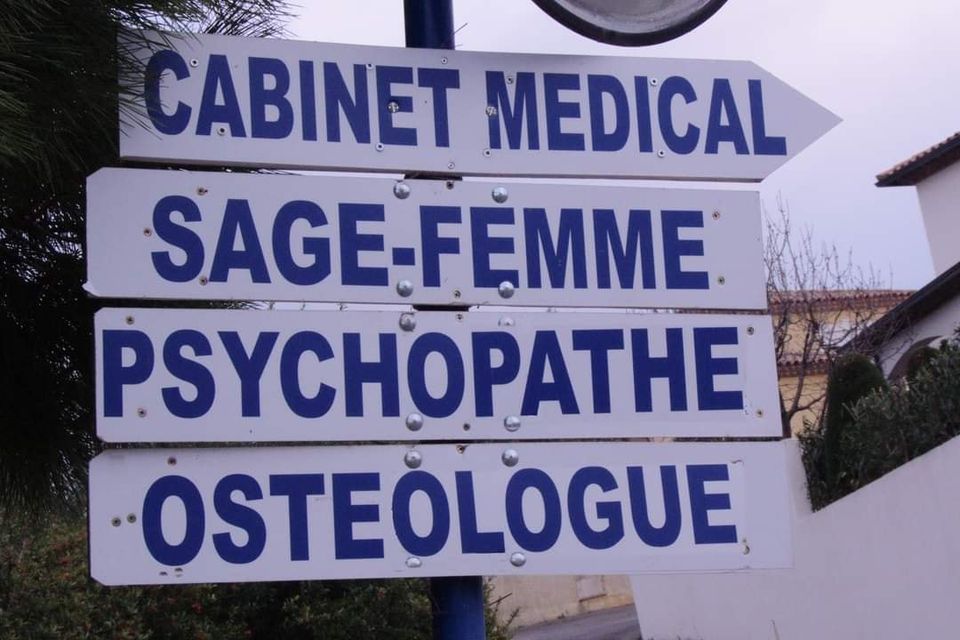 CABINET MEDICAL
SAGE-FEMME
PSYCHOPATHE
OSTEOLOGUE